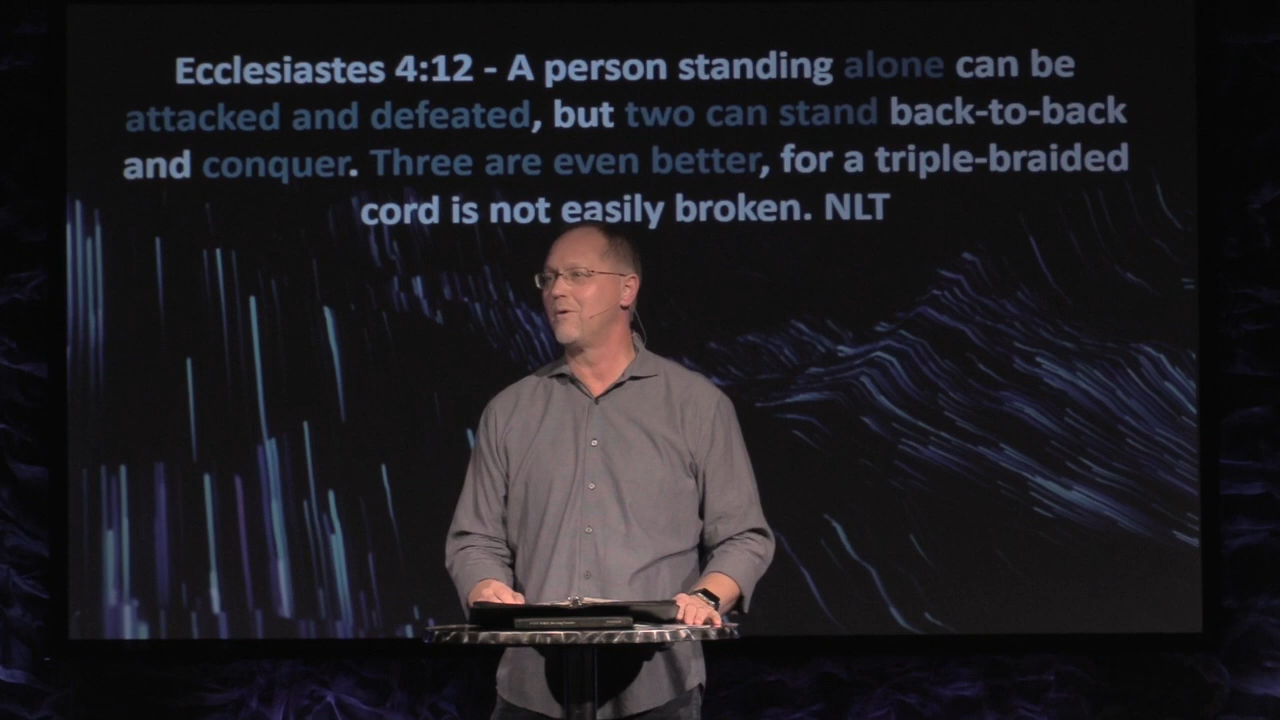 Ecclesiastes 4:12 - A person standing alone can be
attacked and defeated, but two can stand back-to-back
and conquer. Three are even better, for a triple-braided
cord is not easily broken. NLT